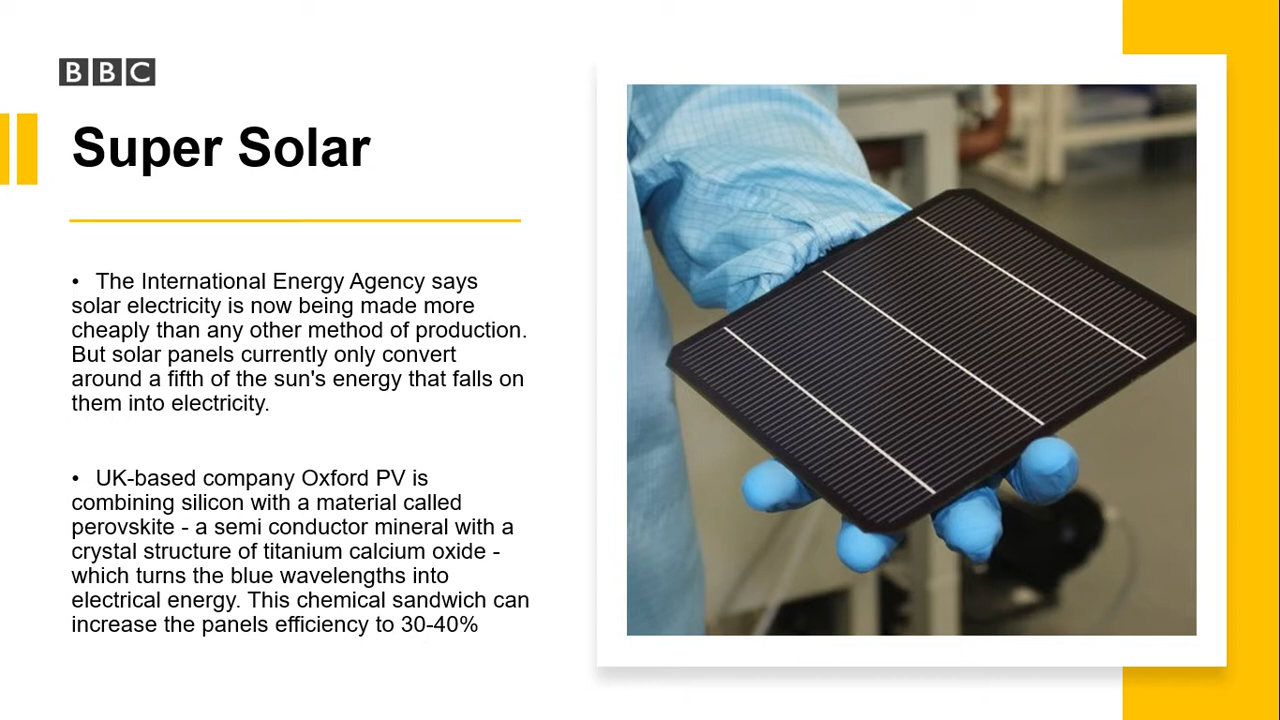 BBC
Super Solar
• The International Energy Agency says
solar electricity is now being made more
cheaply than any other method of production.
But solar panels currently only convert
around a fifth of the sun's energy that falls on
them into electricity.
• UK-based company Oxford PV is
combining silicon with a material called
perovskite - a semi conductor mineral with a
crystal structure of titanium calcium oxide -
which turns the blue wavelengths into
electrical energy. This chemical sandwich can
increase the panels efficiency to 30-40%